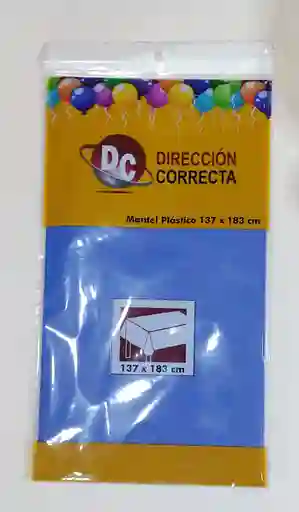 DC
DIRECCIÓN
CORRECTA
Mantel Plástico 137 x 183 cm
137 x 183 cm